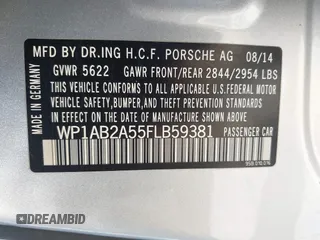 MFD BY DR.ING H.C.F. PORSCHE AG 08/14
GVWR 5622 GAWR FRONT/REAR 2844/2954 LBS
THIS VEHICLE CONFORMS TO ALL APPLICABLE
FEDERAL MOTOR VEHICLE
SAFETY, BUMPER, AND THEFT PREVENTION
STANDARDS IN EFFECT ON THE
DATE OF MANUFACTURE SHOWN ABOVE
WP1AB2A55FLB59381 PASSENGER CAR
MADE IN GERMANY
DREAMBID